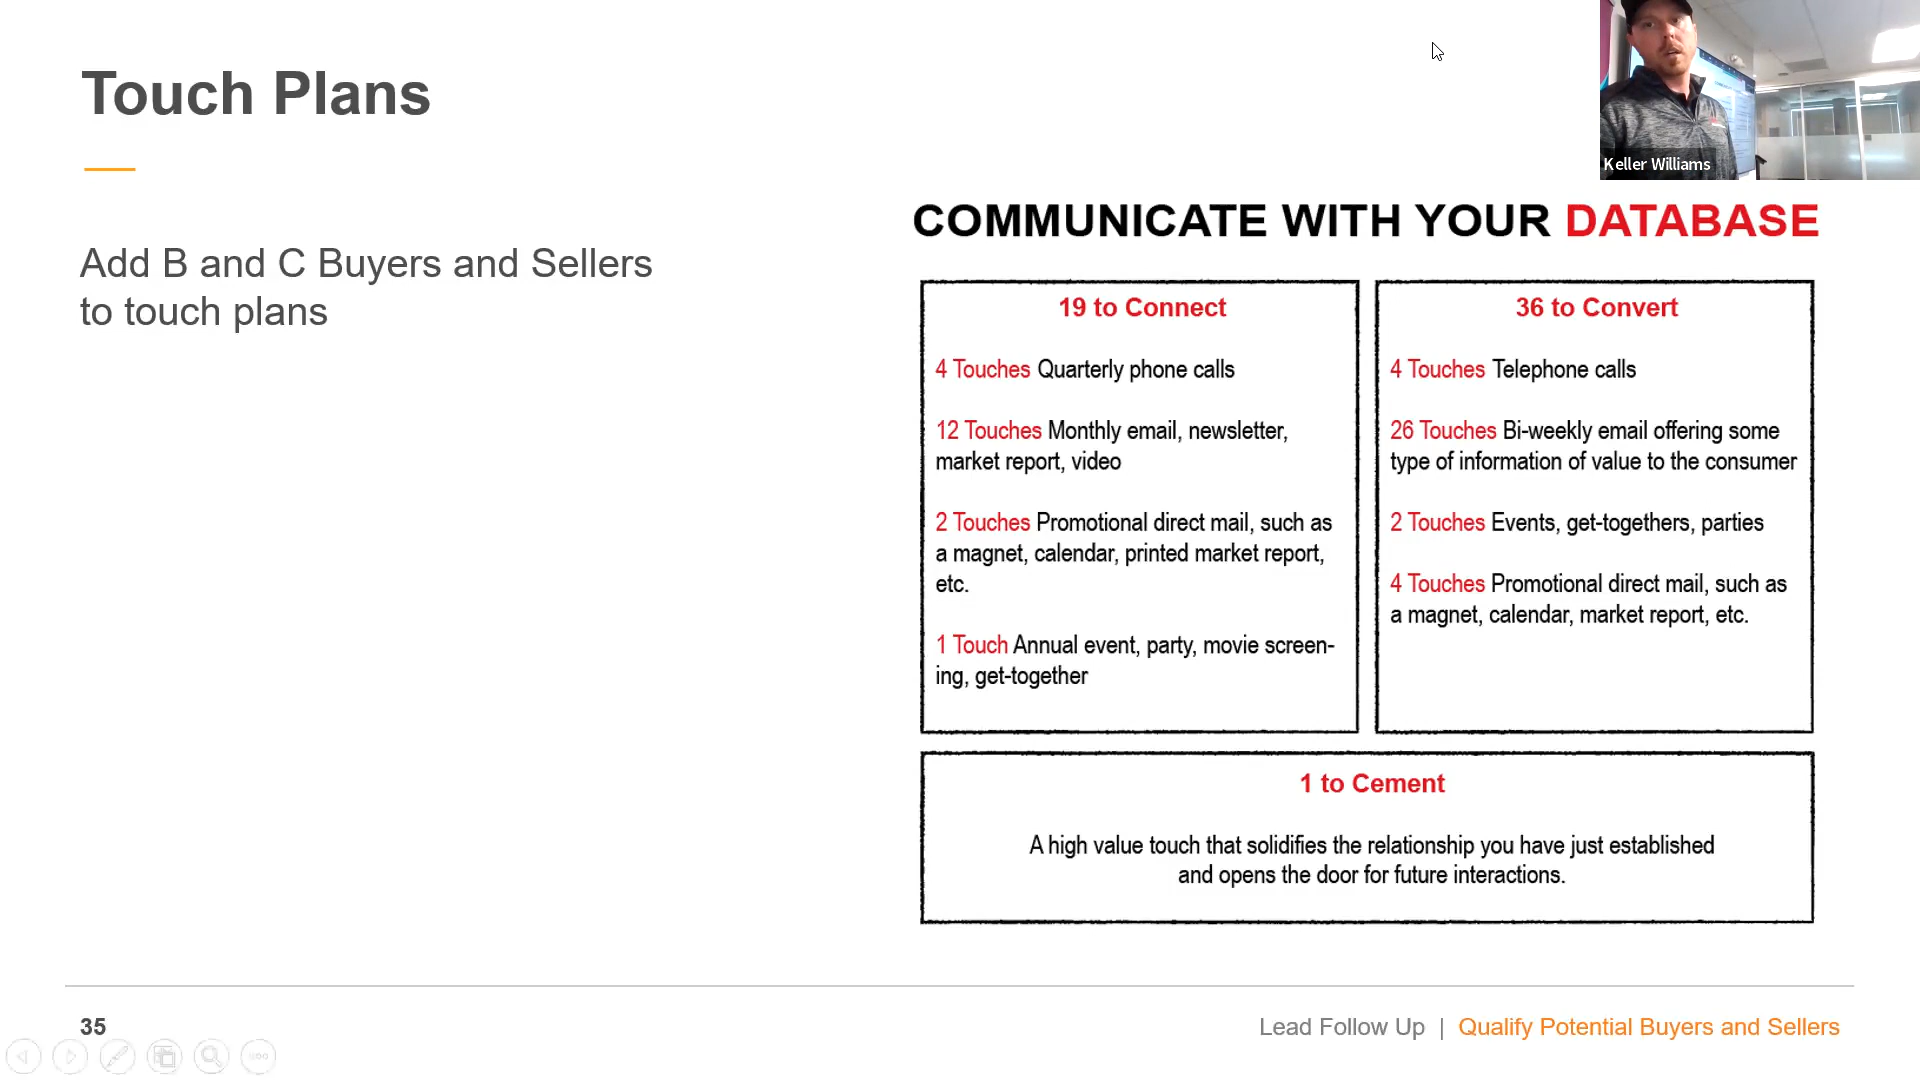 Touch Plans
Keller Williams
Add B and C Buyers and Sellers
to touch plans
COMMUNICATE WITH YOUR DATABASE
19 to Connect
4 Touches Quarterly phone calls
12 Touches Monthly email, newsletter,
market report, video
2 Touches Promotional direct mail, such as
a magnet, calendar, printed market report,
etc.
1 Touch Annual event, party, movie screen-
ing, get-together
36 to Convert
4 Touches Telephone calls
26 Touches Bi-weekly email offering some
type of information of value to the consumer
2 Touches Events, get-togethers, parties
4 Touches Promotional direct mail, such as
a magnet, calendar, market report, etc.
1 to Cement
A high value touch that solidifies the relationship you have just established
and opens the door for future interactions.
35
Lead Follow Up | Qualify Potential Buyers and Sellers